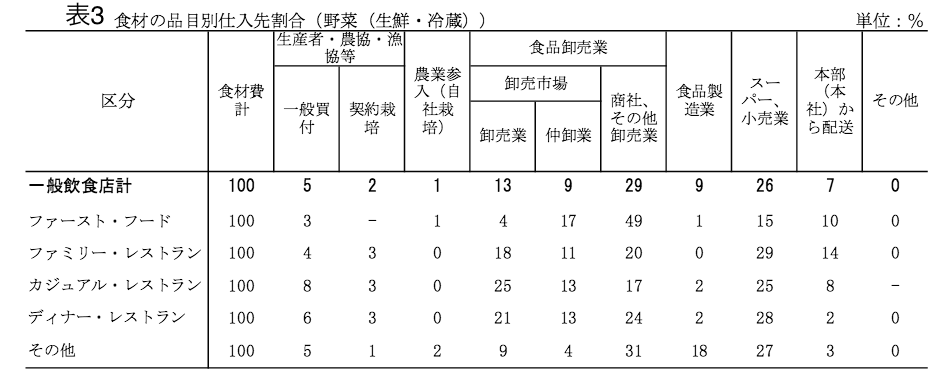 表3 食材の品目別仕入先割合（野菜（生鮮・冷蔵）） 単位：％
区分 食材費計 生産者・農協・漁協等 一般買付 契約栽培 農業参入（自社栽培） 食品卸売業 卸売市場 卸売業 仲卸業 商社、その他卸売業 食品製造業 スーパー、小売業 本部（本社）から配送 その他
一般飲食店計 100 5 2 1 13 9 29 9 26 7 0
ファースト・フード 100 3 － 1 4 17 49 1 15 10 0
ファミリー・レストラン 100 4 3 0 18 11 20 0 29 14 0
カジュアル・レストラン 100 8 3 0 25 13 17 2 25 8 －
ディナー・レストラン 100 6 3 0 21 13 24 2 28 2 0
その他 100 5 1 2 9 4 31 18 27 3 0